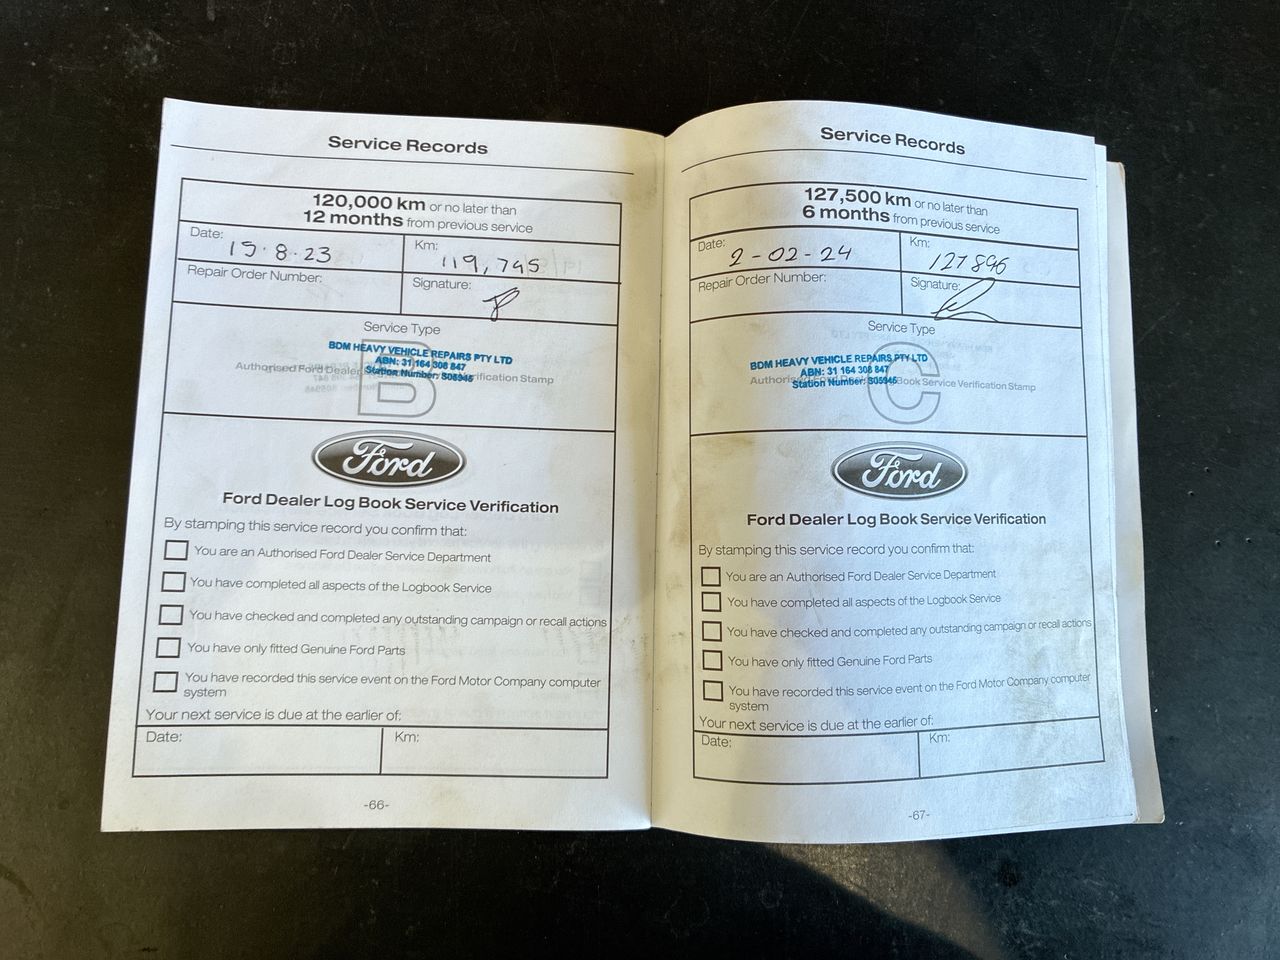 Service Records
120,000 km or no later than
12 months from previous service
Date: 15.8.23
Km: 119,745
Repair Order Number:
Signature:
Service Type
B
BDM HEAVY VEHICLE REPAIRS PTY LTD
ABN: 31 164 308 847
Authorised Ford Dealer Verification Stamp
Station Number: S05945
Ford
Ford Dealer Log Book Service Verification
By stamping this service record you confirm that:
You are an Authorised Ford Dealer Service Department
You have completed all aspects of the Logbook Service
You have checked and completed any outstanding campaign or recall actions
You have only fitted Genuine Ford Parts
You have recorded this service event on the Ford Motor Company computer
system
Your next service is due at the earlier of:
Date:
Km:
-66-
Service Records
127,500 km or no later than
6 months from previous service
Date: 2-02-24
Km: 127896
Repair Order Number:
Signature:
Service Type
C
BDM HEAVY VEHICLE REPAIRS PTY LTD
ABN: 31 164 308 847
Authorised Book Service Verification Stamp
Station Number: S05945
Ford
Ford Dealer Log Book Service Verification
By stamping this service record you confirm that:
You are an Authorised Ford Dealer Service Department
You have completed all aspects of the Logbook Service
You have checked and completed any outstanding campaign or recall actions
You have only fitted Genuine Ford Parts
You have recorded this service event on the Ford Motor Company computer
system
Your next service is due at the earlier of:
Date:
Km:
-67-